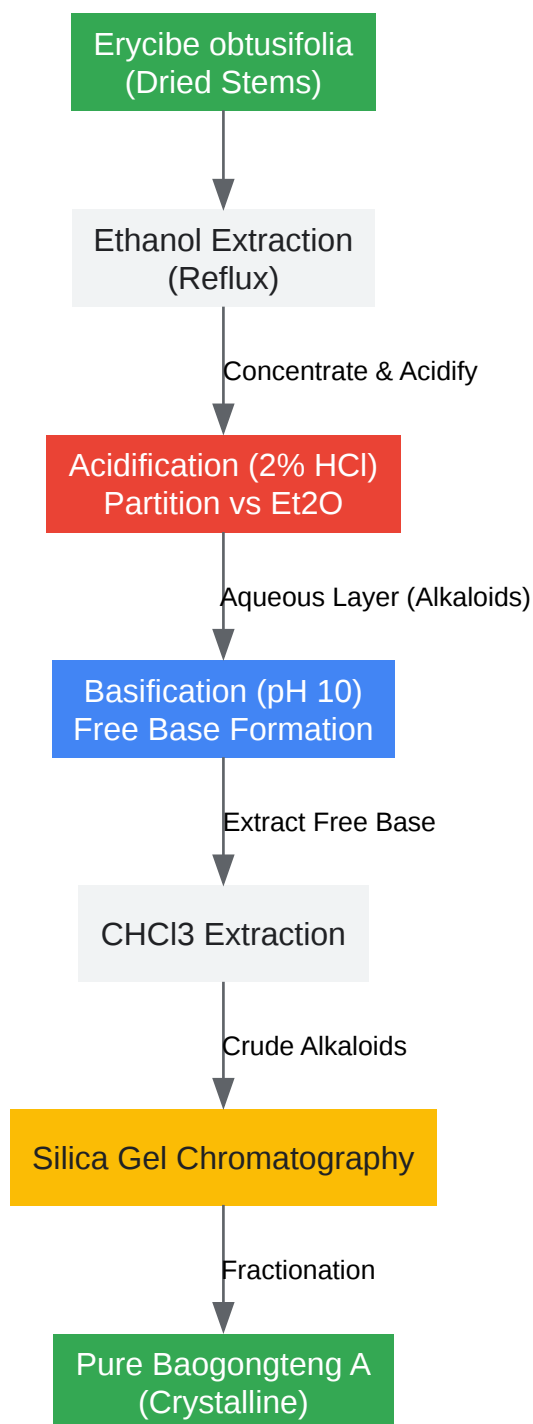 Erycibe obtusifolia
(Dried Stems)
Ethanol Extraction
(Reflux)
Concentrate & Acidify
Acidification (2% HCl)
Partition vs Et2O
Aqueous Layer (Alkaloids)
Basification (pH 10)
Free Base Formation
Extract Free Base
CHCl3 Extraction
Crude Alkaloids
Silica Gel Chromatography
Fractionation
Pure Baogongteng A
(Crystalline)